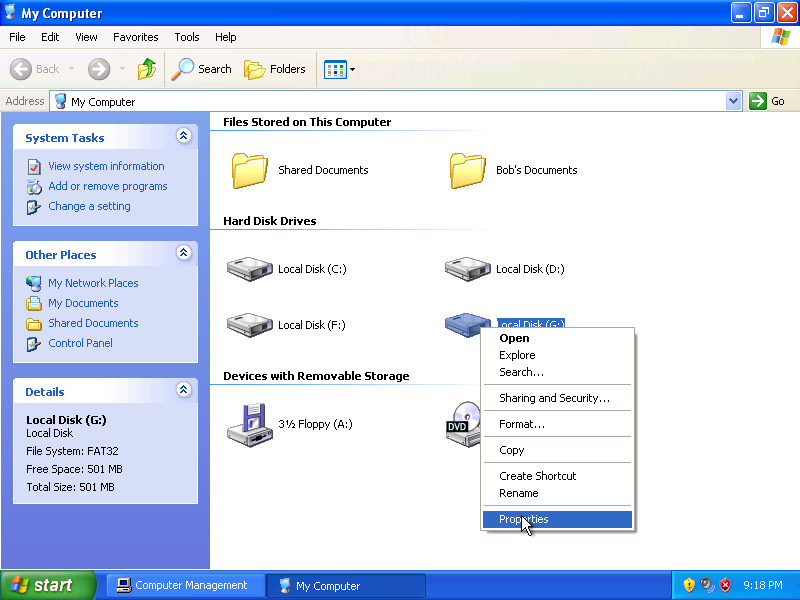 My Computer
File Edit View Favorites Tools Help
Back Search Folders
Address My Computer Go
System Tasks
View system information
Add or remove programs
Change a setting
Other Places
My Network Places
My Documents
Shared Documents
Control Panel
Details
Local Disk (G:)
Local Disk
File System: FAT32
Free Space: 501 MB
Total Size: 501 MB
Files Stored on This Computer
Shared Documents Bob's Documents
Hard Disk Drives
Local Disk (C:) Local Disk (D:)
Local Disk (F:) Local Disk (G:)
Devices with Removable Storage
3½ Floppy (A:) DVD
Open
Explore
Search...
Sharing and Security...
Format...
Copy
Create Shortcut
Rename
Properties
start Computer Management My Computer 9:18 PM